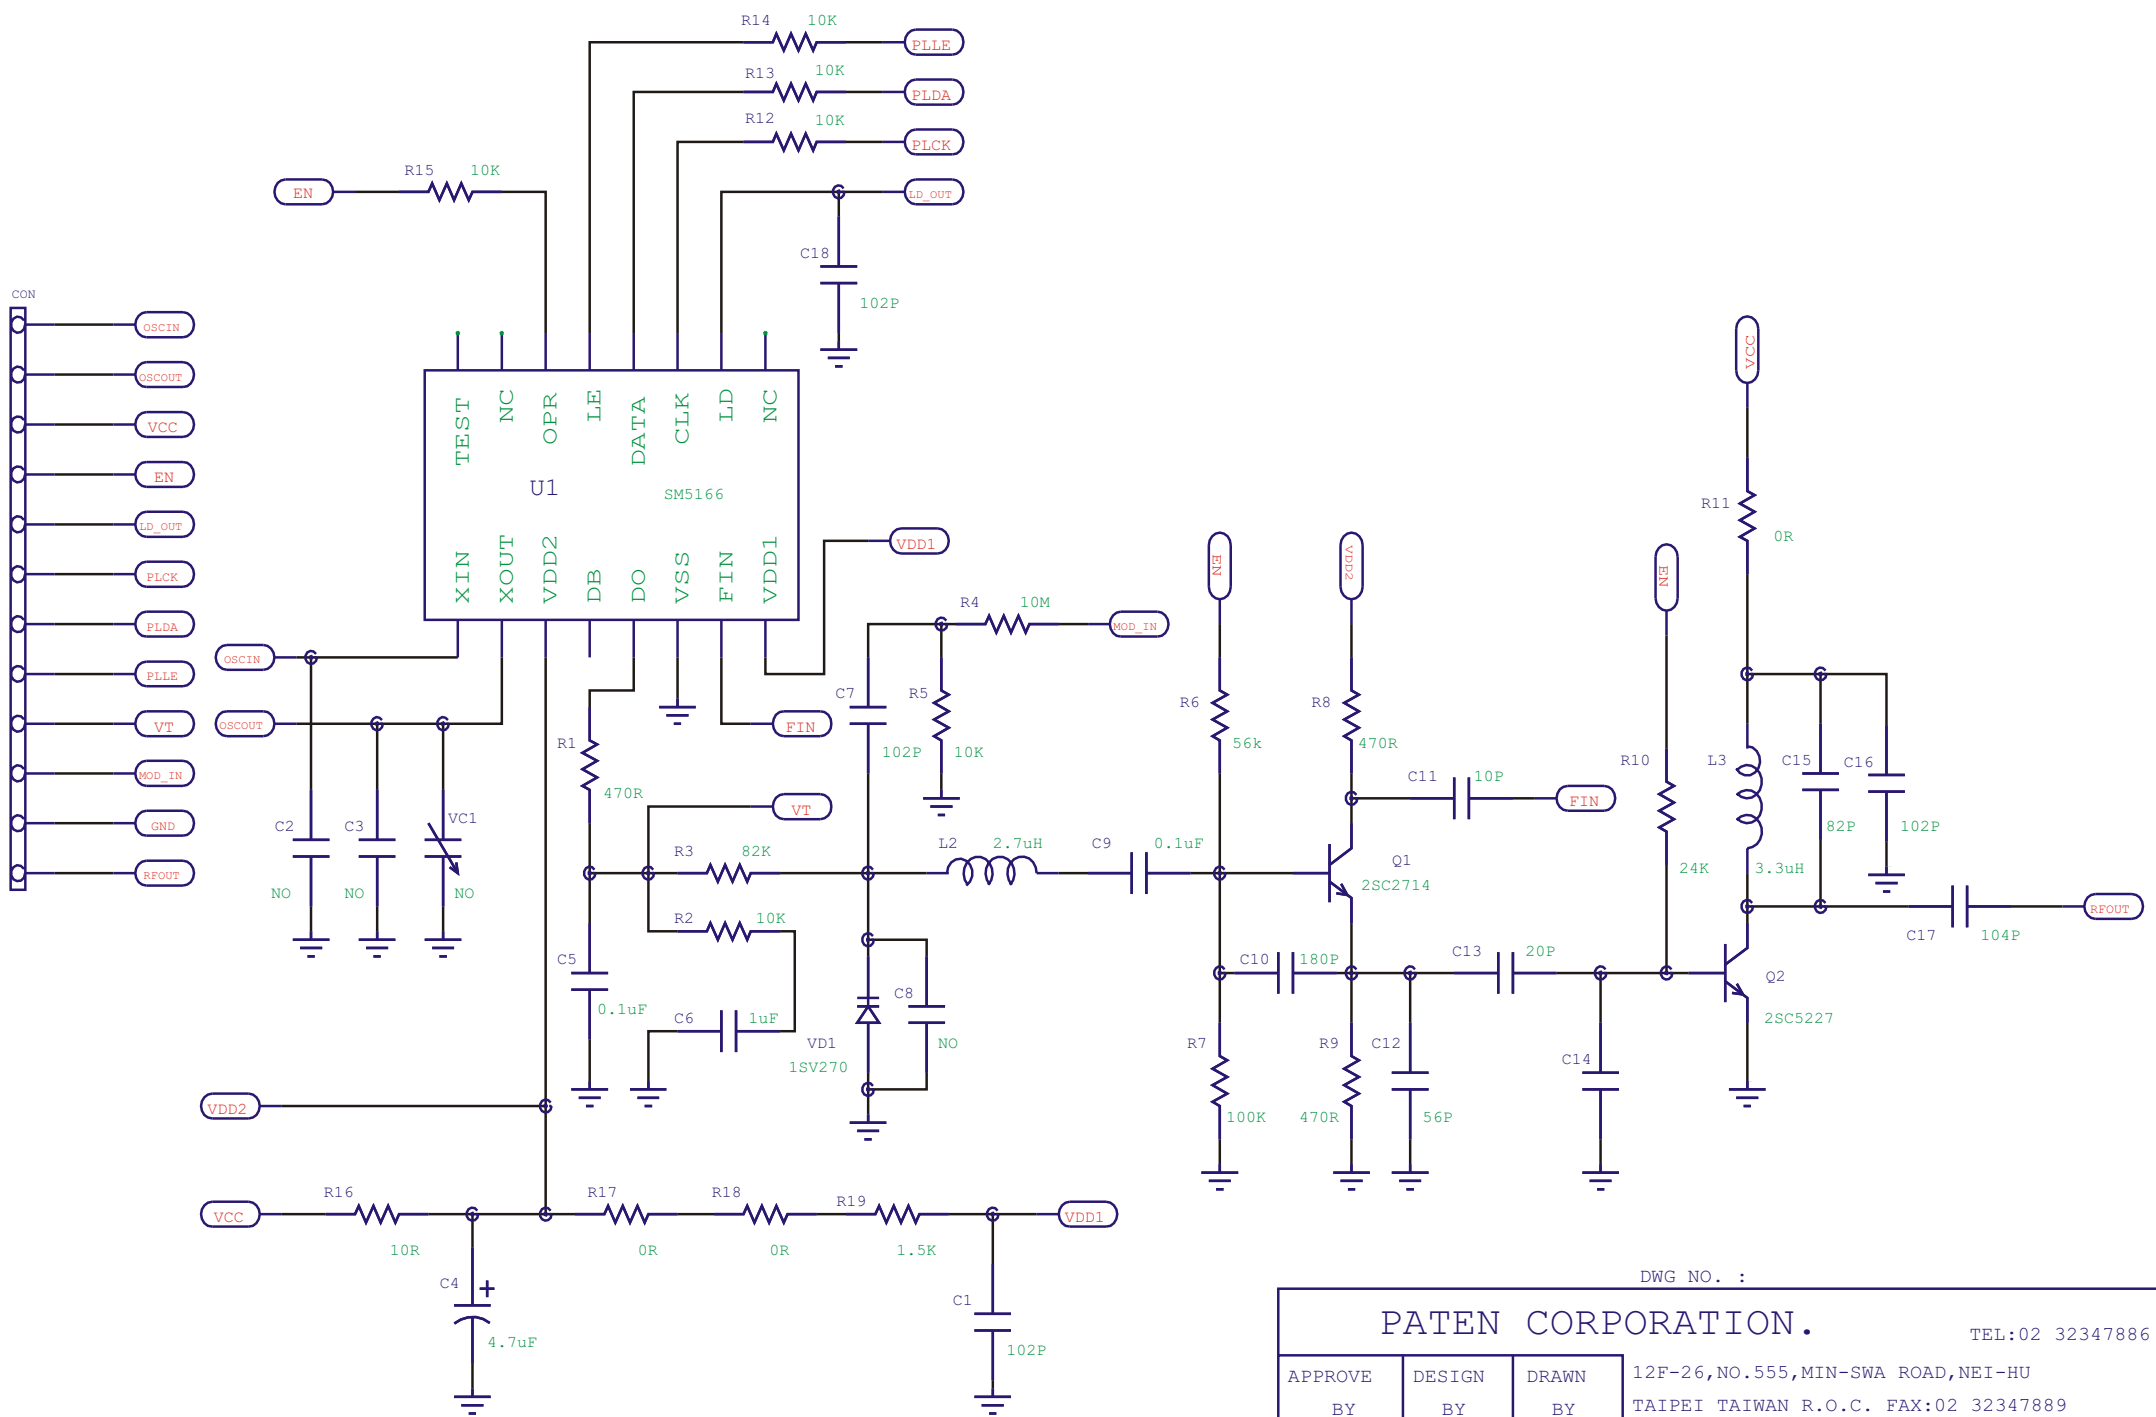 R14 10K
PLLE
R13 10K
PLDA
R12 10K
PLCK
R15 10K
EN
LD_OUT
C18
102P
CON
OSCIN
OSCOUT
VCC
EN
LD_OUT
PLCK
PLDA
PLLE
VT
MOD_IN
GND
RFOUT
TEST NC OPR LE DATA CLK LD NC
U1 SM5166
XIN XOUT VDD2 DB DO VSS FIN VDD1
VDD1
OSCIN
OSCOUT
C2 NO
C3 NO
VC1 NO
R1 470R
FIN
VT
R4 10M
MOD_IN
C7 102P
R5 10K
R3 82K
R2 10K
C5 0.1uF
C6 1uF
VD1
1SV270
C8 NO
L2 2.7uH
C9 0.1uF
EN
R6 56k
VDD2
R8 470R
C11 10P
FIN
Q1
2SC2714
C10 180P
R7 100K
R9 470R
C12 56P
C13 20P
C14
EN
R10 24K
VCC
R11 0R
L3 3.3uH
C15 82P
C16 102P
C17 104P
RFOUT
Q2
2SC5227
VDD2
VCC
R16 10R
C4 +
4.7uF
R17 0R
R18 0R
R19 1.5K
VDD1
C1 102P
DWG NO. :
PATEN CORPORATION. TEL:02 32347886
APPROVE BY
DESIGN BY
DRAWN BY
12F-26,NO.555,MIN-SWA ROAD,NEI-HU
TAIPEI TAIWAN R.O.C. FAX:02 32347889